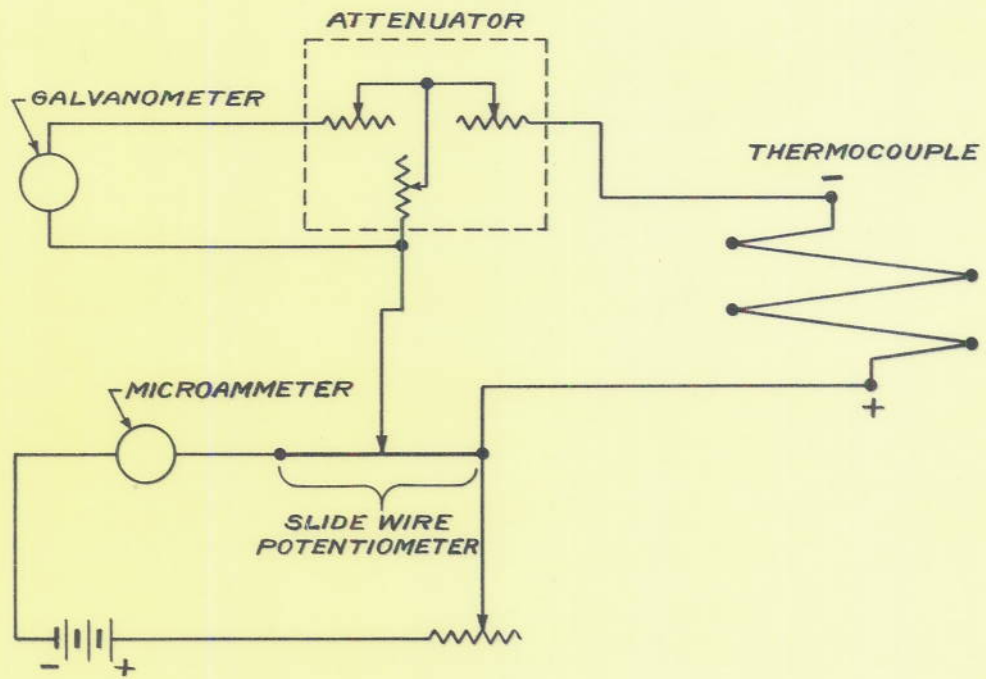 ATTENUATOR
GALVANOMETER
THERMOCOUPLE
-
MICROAMMETER
+
SLIDE WIRE
POTENTIOMETER
- +